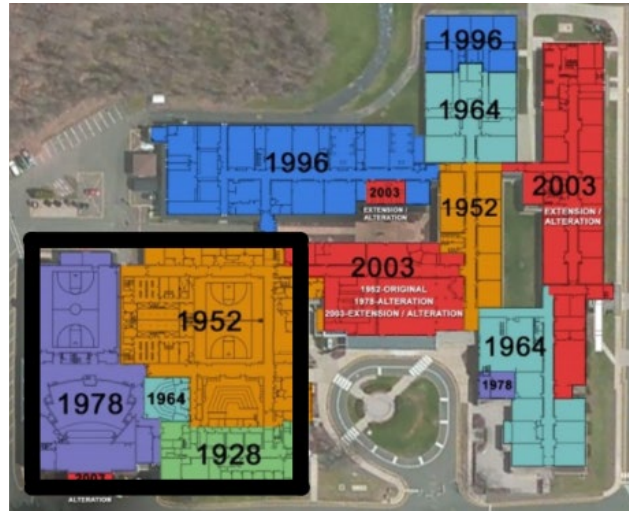 1996
1964
1996
2003
EXTENSION /
ALTERATION
1952
2003
EXTENSION /
ALTERATION
2003
1952-ORIGINAL
1978-ALTERATION
2003-EXTENSION / ALTERATION
1952
1964
1978
1978
1964
1928
2003
ALTERATION